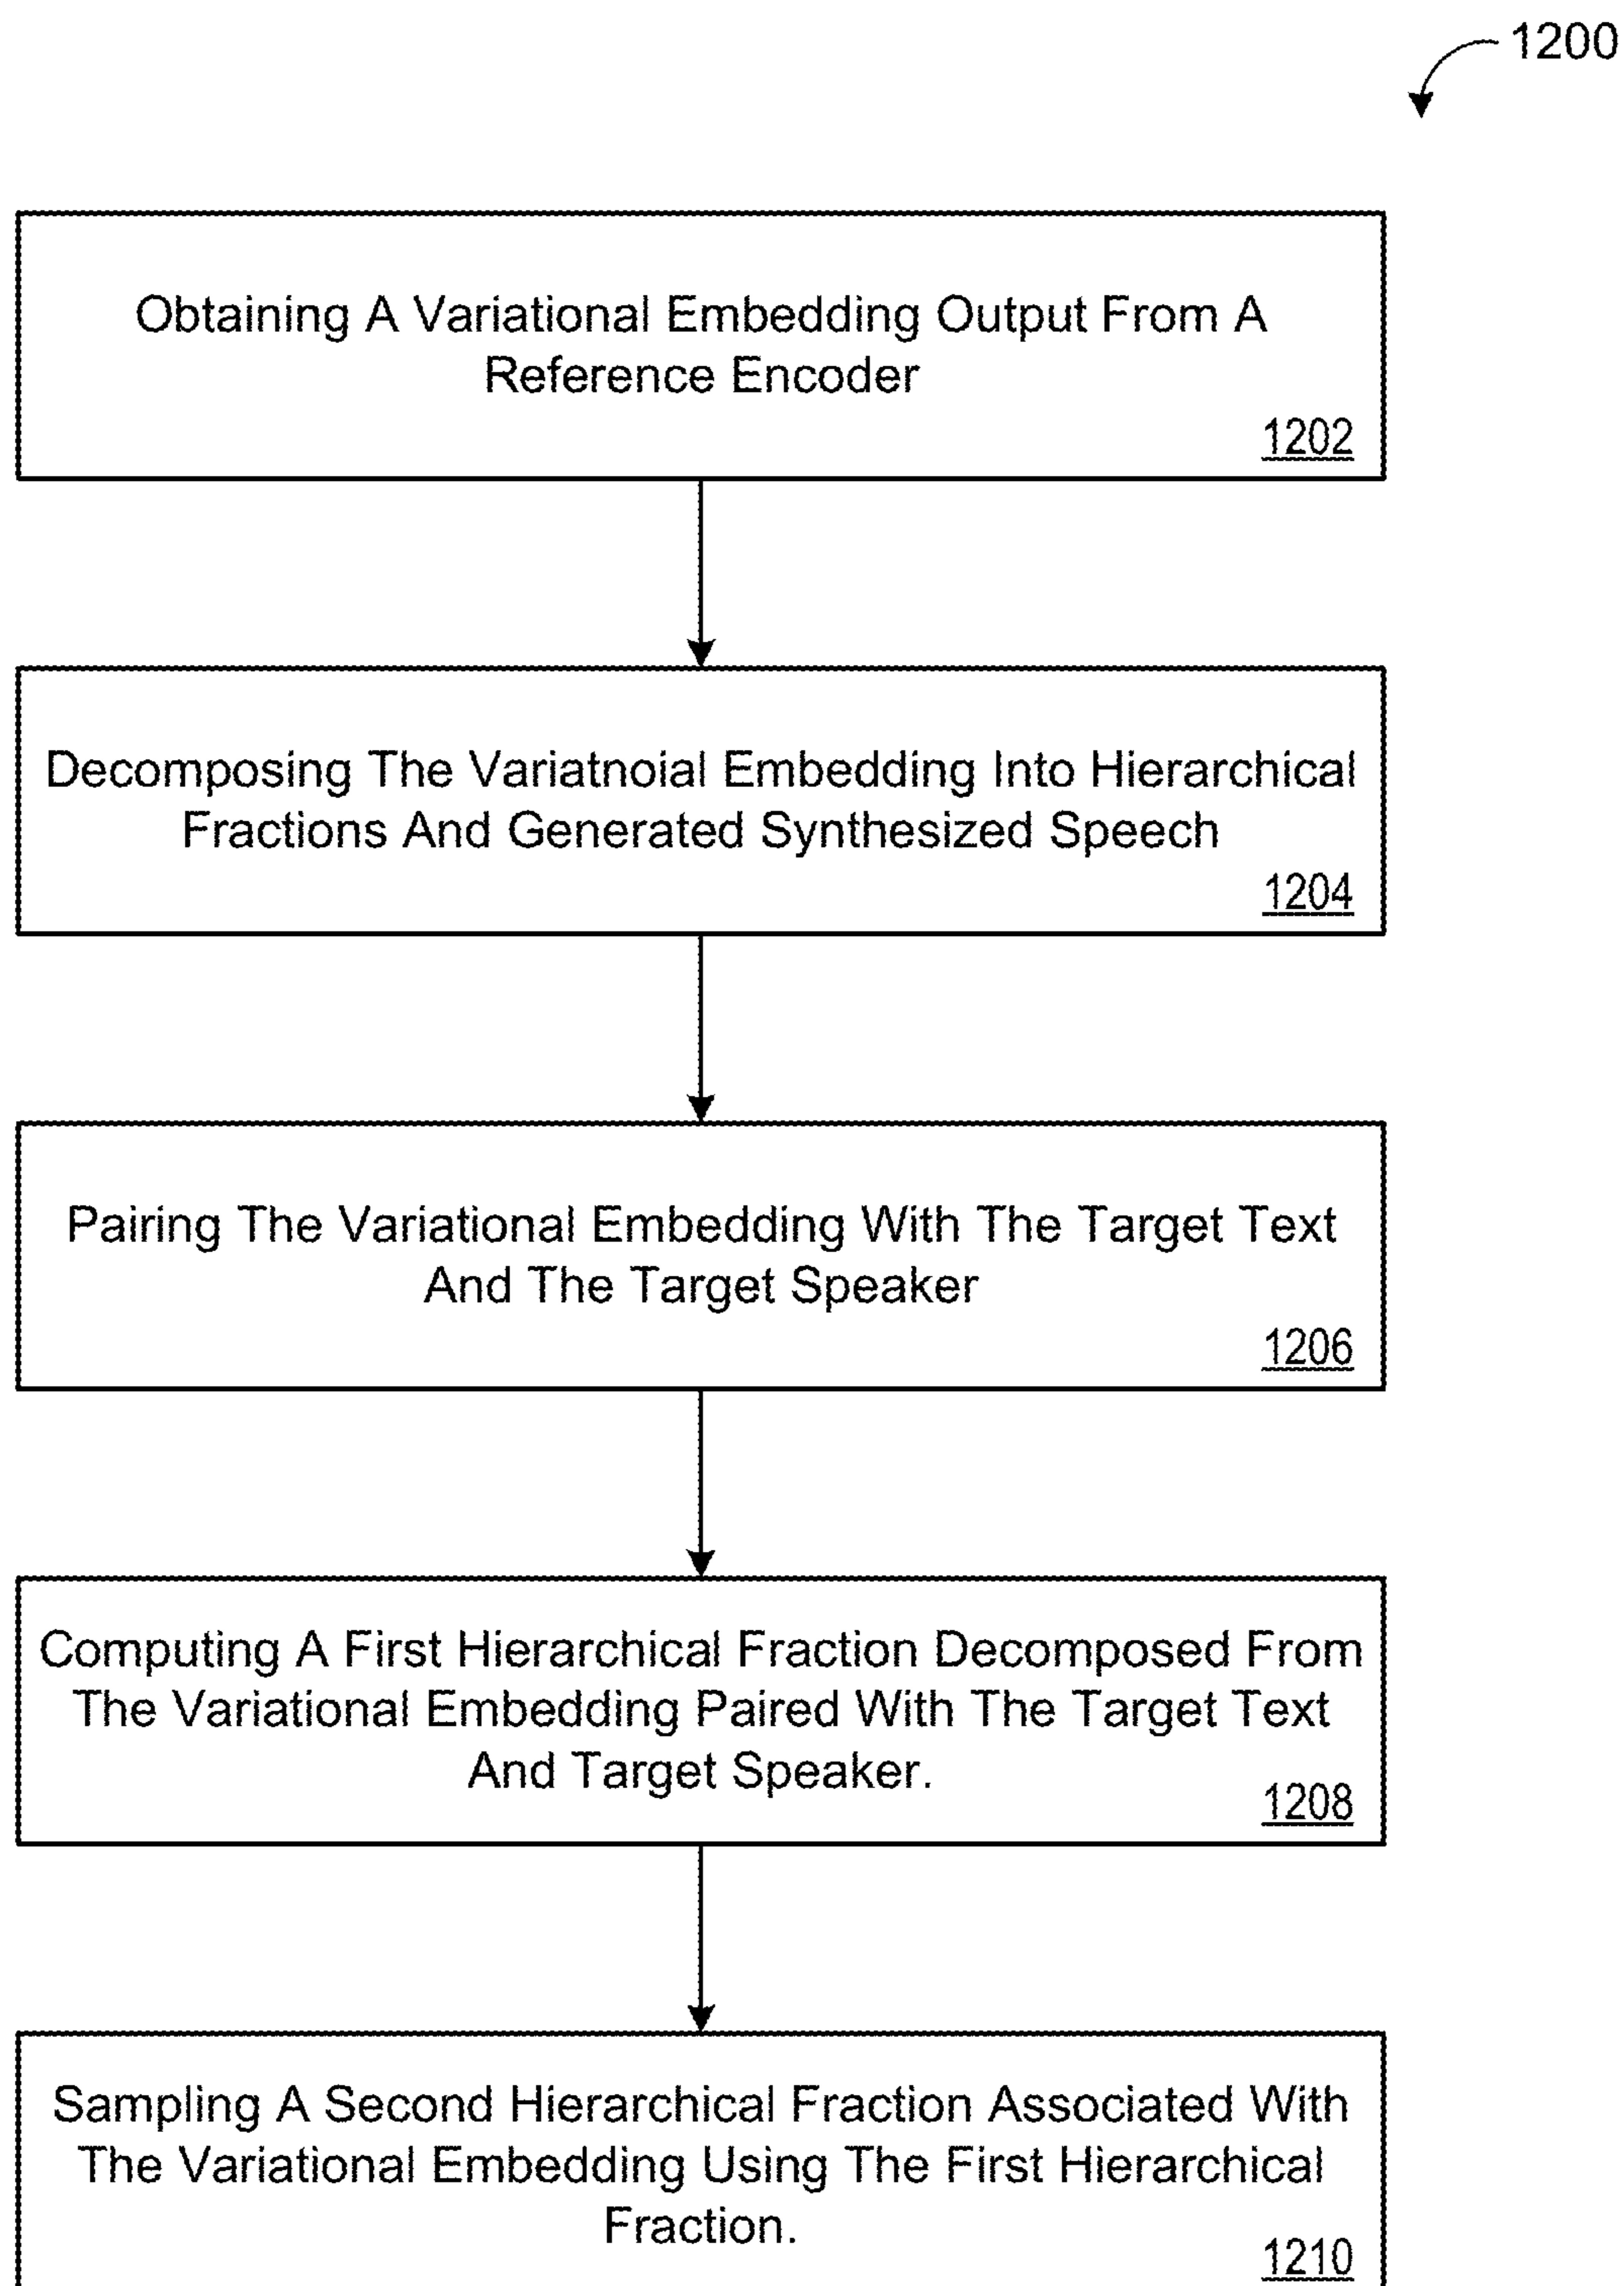 1200
Obtaining A Variational Embedding Output From A
Reference Encoder
1202
Decomposing The Variatnoial Embedding Into Hierarchical
Fractions And Generated Synthesized Speech
1204
Pairing The Variational Embedding With The Target Text
And The Target Speaker
1206
Computing A First Hierarchical Fraction Decomposed From
The Variational Embedding Paired With The Target Text
And Target Speaker.
1208
Sampling A Second Hierarchical Fraction Associated With
The Variational Embedding Using The First Hierarchical
Fraction.
1210